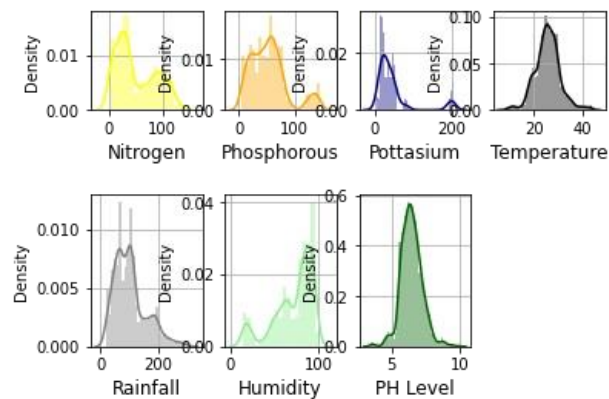 Density 0.01 0.00 0 100 Nitrogen
Density 0.01 0.00 0 100 Phosphorous
Density 0.02 0.00 0 200 Pottasium
Density 0.10 0.05 0.00 20 40 Temperature
Density 0.010 0.005 0.000 0 200 Rainfall
Density 0.04 0.02 0.00 0 100 Humidity
Density 0.6 0.4 0.2 0.0 5 10 PH Level